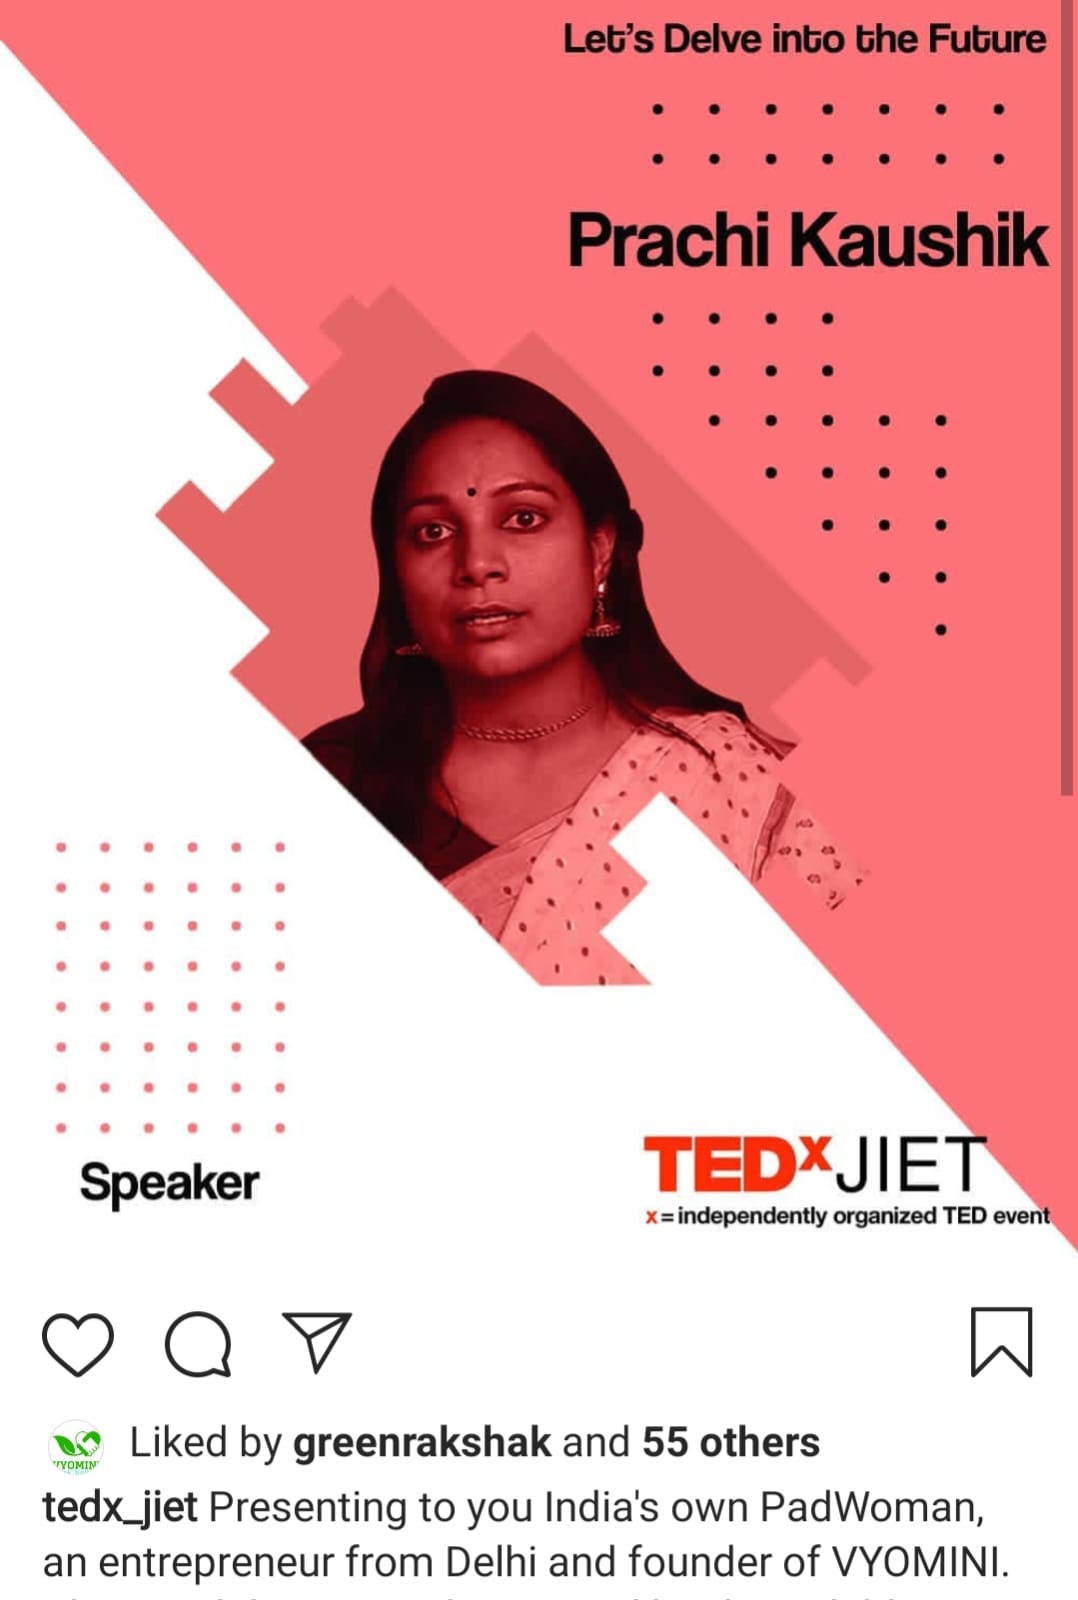 Let's Delve into the Future
Prachi Kaushik
Speaker
TEDxJIET
x=independently organized TED event
VYOMINI
Liked by greenrakshak and 55 others
tedx_jiet Presenting to you India's own PadWoman,
an entrepreneur from Delhi and founder of VYOMINI.